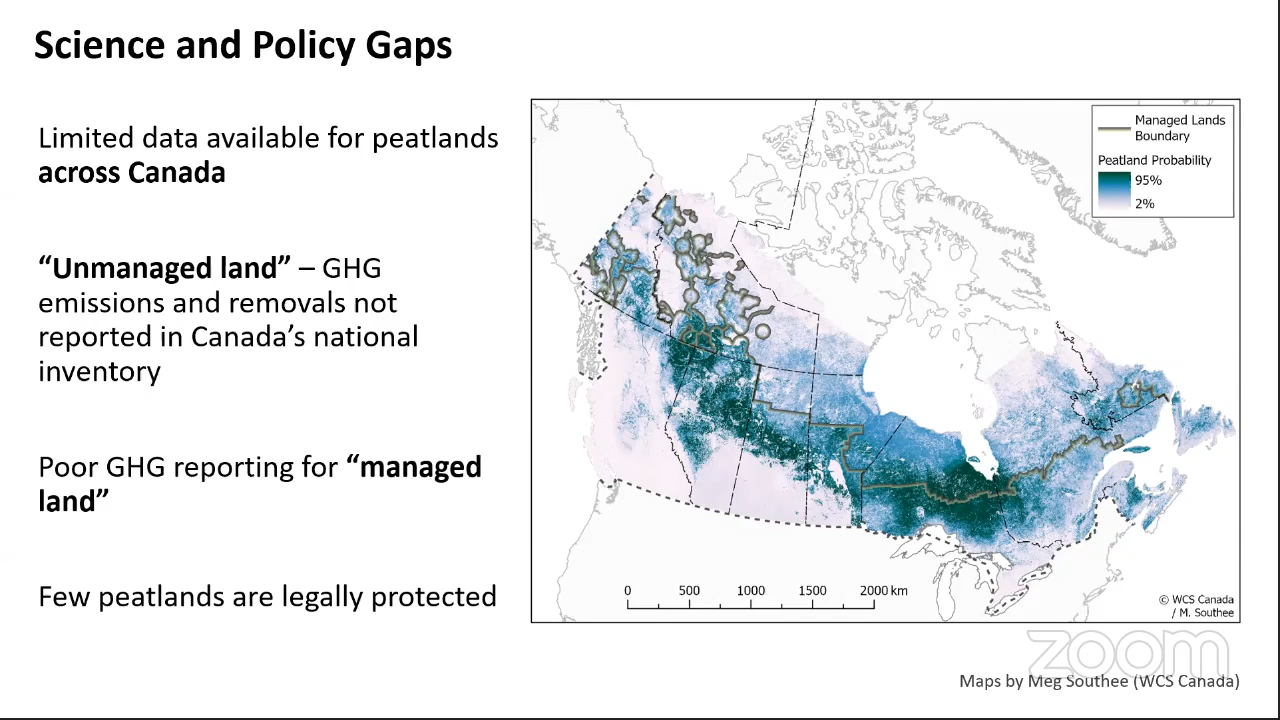 Science and Policy Gaps
Limited data available for peatlands
across Canada
“Unmanaged land” – GHG
emissions and removals not
reported in Canada’s national
inventory
Poor GHG reporting for “managed
land”
Few peatlands are legally protected
Managed Lands
Boundary
Peatland Probability
95%
2%
0 500 1000 1500 2000 km
© WCS Canada
/ M. Southee
zoom
Maps by Meg Southee (WCS Canada)